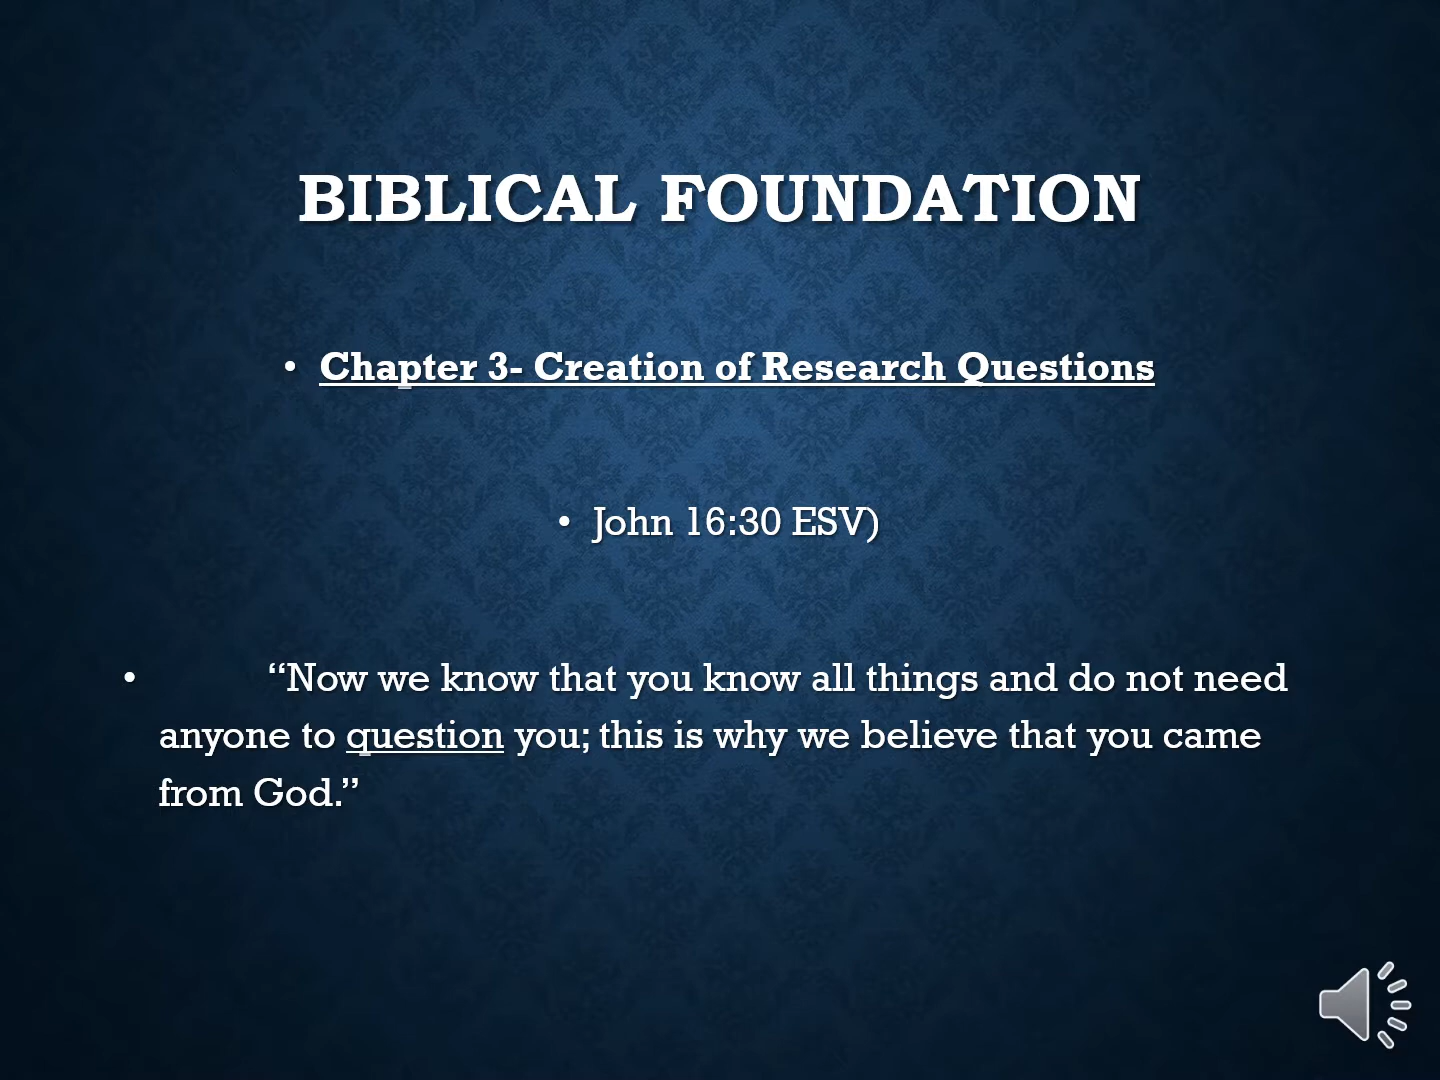 BIBLICAL FOUNDATION
• Chapter 3- Creation of Research Questions
• John 16:30 ESV)
• “Now we know that you know all things and do not need
anyone to question you; this is why we believe that you came
from God.”